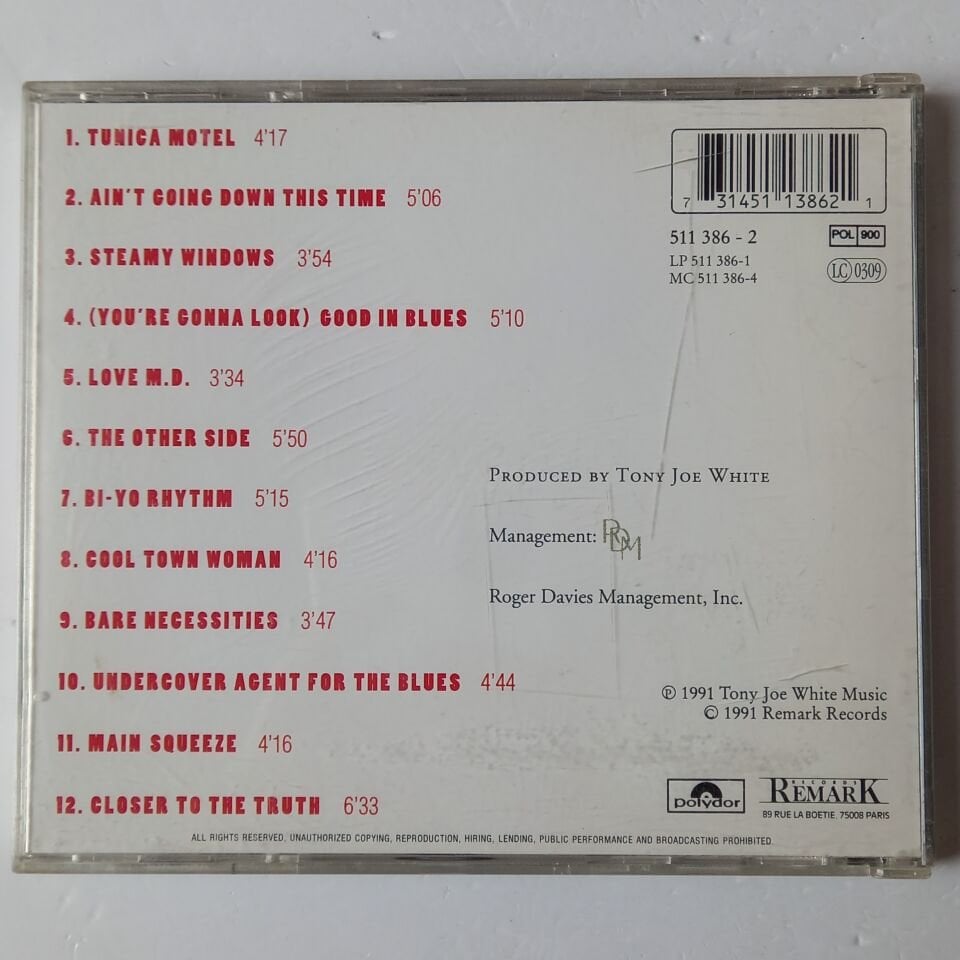 1. TUNICA MOTEL 4'17
2. AIN'T GOING DOWN THIS TIME 5'06
3. STEAMY WINDOWS 3'54
4. (YOU'RE GONNA LOOK) GOOD IN BLUES 5'10
5. LOVE M.D. 3'34
6. THE OTHER SIDE 5'50
7. BI-YO RHYTHM 5'15
8. COOL TOWN WOMAN 4'16
9. BARE NECESSITIES 3'47
10. UNDERCOVER AGENT FOR THE BLUES 4'44
11. MAIN SQUEEZE 4'16
12. CLOSER TO THE TRUTH 6'33
7 31451 13862 1
511 386 - 2
POL 900
LP 511 386-1
MC 511 386-4
LC 0309
PRODUCED BY TONY JOE WHITE
Management: RDM
Roger Davies Management, Inc.
℗ 1991 Tony Joe White Music
© 1991 Remark Records
polydor
RECORDS
REMARK
89 RUE LA BOETIE, 75008 PARIS
ALL RIGHTS RESERVED. UNAUTHORIZED COPYING, REPRODUCTION, HIRING, LENDING, PUBLIC PERFORMANCE AND BROADCASTING PROHIBITED.